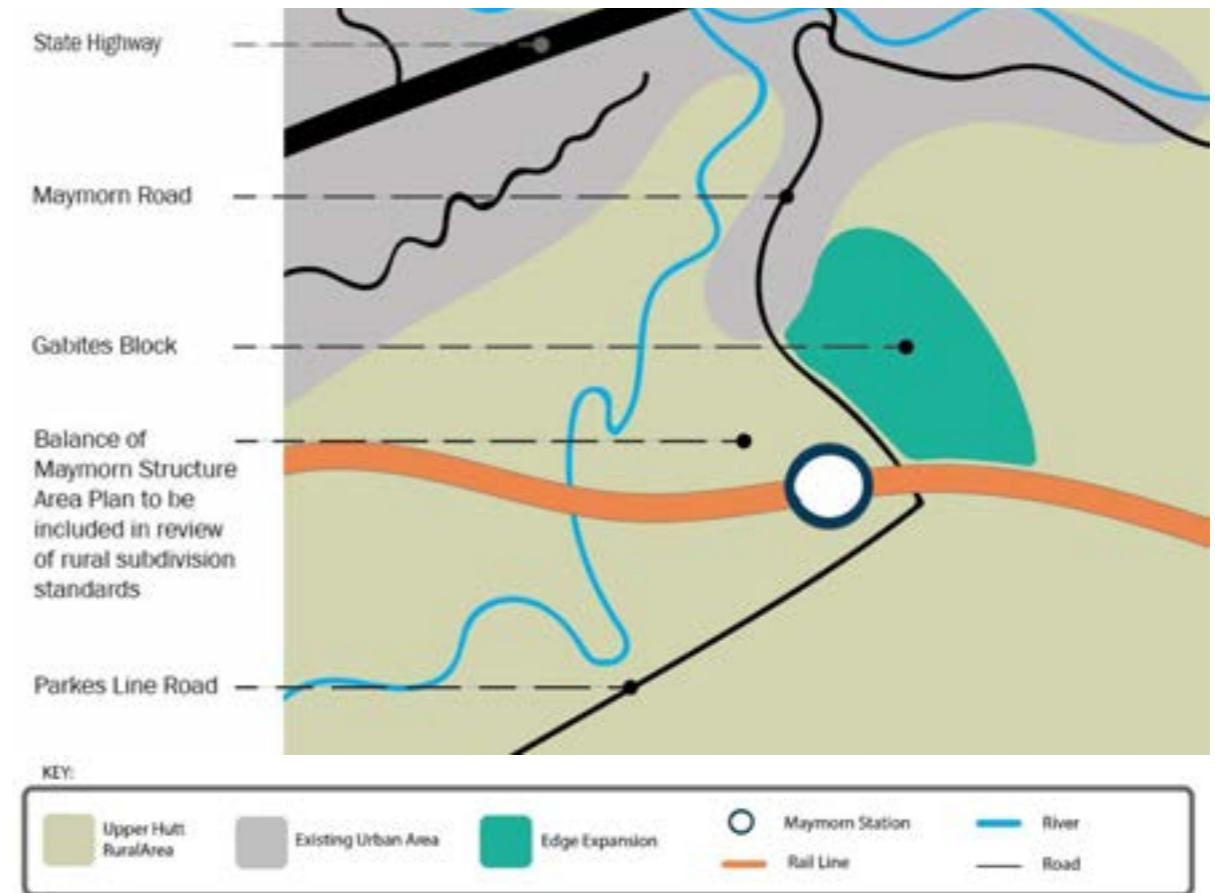 State Highway
Maymorn Road
Gabites Block
Balance of
Maymorn Structure
Area Plan to be
included in review
of rural subdivision
standards
Parkes Line Road
KEY:
Upper Hutt
RuralArea
Existing Urban Area
Edge Expansion
Maymorn Station
Rail Line
River
Road